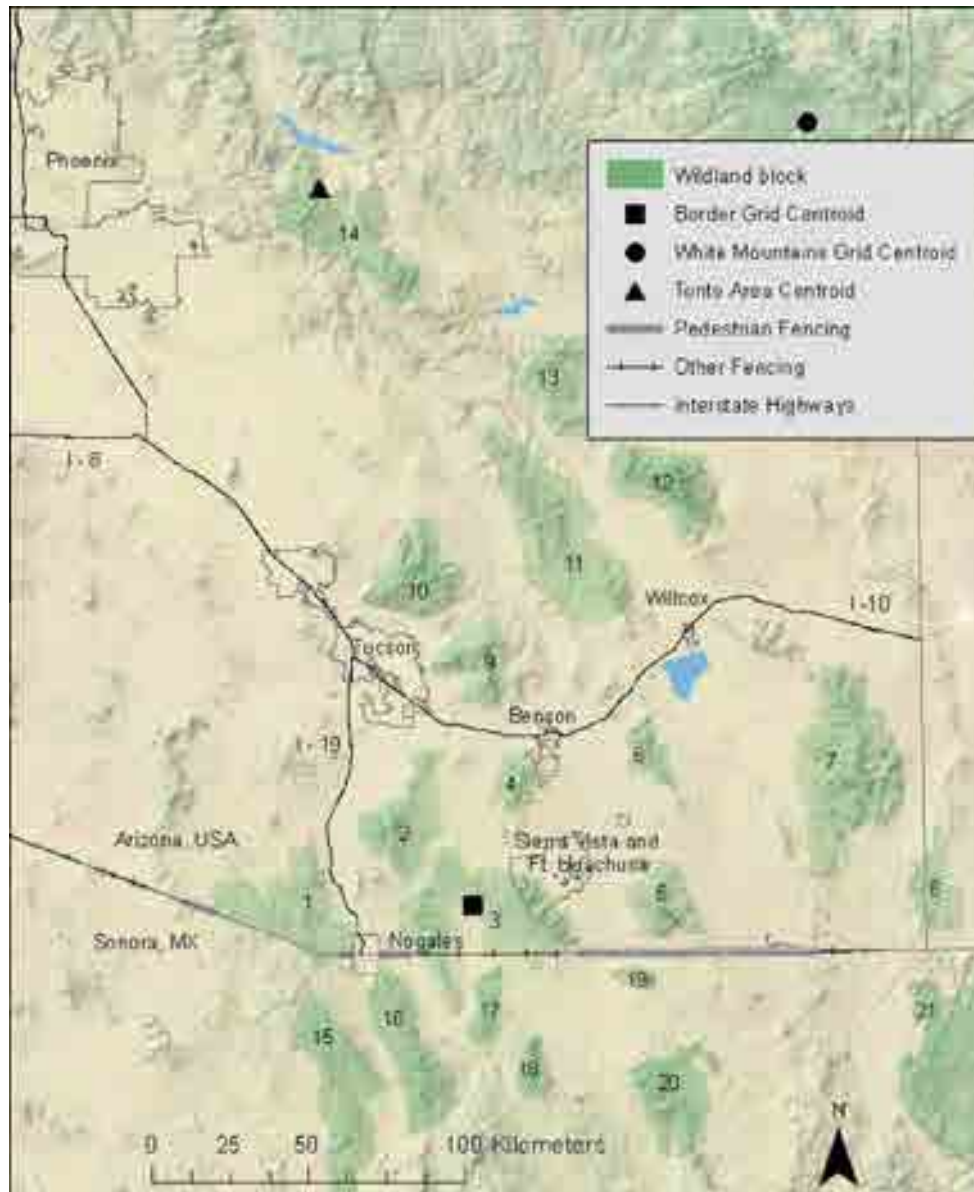 Phoenix
Wildland block
Border Grid Centroid
White Mountains Grid Centroid
Tonto Area Centroid
Pedestrian Fencing
Other Fencing
Interstate Highways
14
13
I - 8
12
11
10
Willcox
I -10
Tucson
9
Benson
I - 19
4
7
2
Arizona, USA
Sierra Vista and
Ft. Huachuca
1
3
Sonora, MX
Nogales
19
15
16
17
18
20
21
N
0 25 50 100 Kilometers